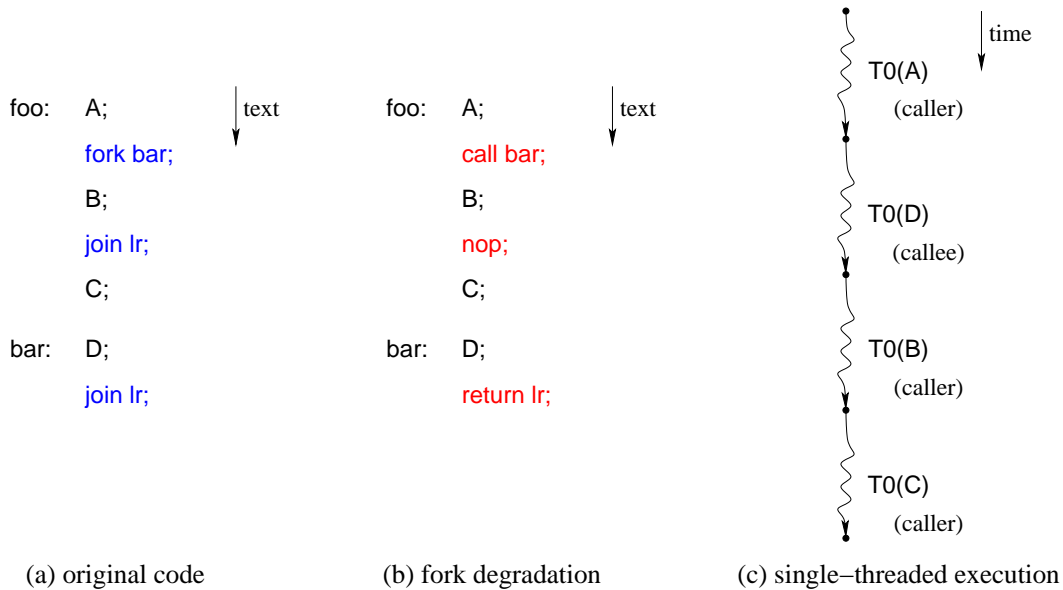 foo: A;
fork bar;
B;
join lr;
C;
bar: D;
join lr;
text
(a) original code
foo: A;
call bar;
B;
nop;
C;
bar: D;
return lr;
text
(b) fork degradation
time
T0(A)
(caller)
T0(D)
(callee)
T0(B)
(caller)
T0(C)
(caller)
(c) single−threaded execution